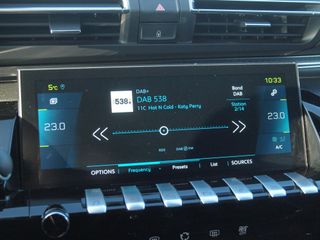 5°c
10:33
DAB+
Band
DAB
538
DAB 538
11C Hot N Cold - Katy Perry
Station
2/14
23.0
23.0
A/C
OPTIONS
Frequency
Presets
List
SOURCES